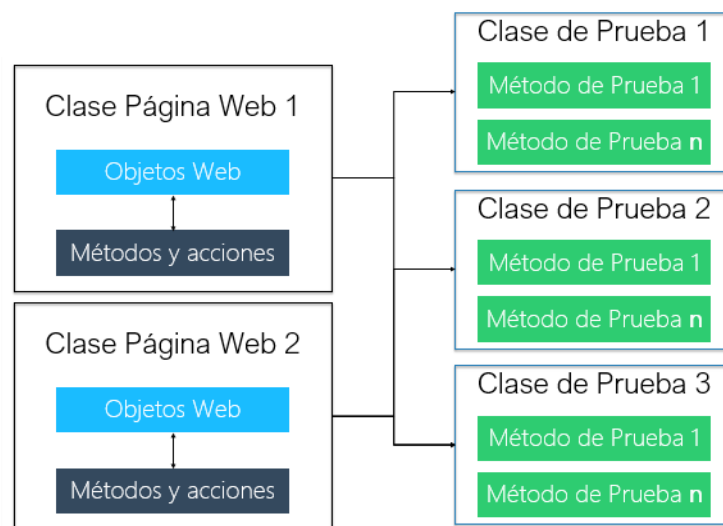 Clase Página Web 1
Objetos Web
Métodos y acciones
Clase Página Web 2
Objetos Web
Métodos y acciones
Clase de Prueba 1
Método de Prueba 1
Método de Prueba n
Clase de Prueba 2
Método de Prueba 1
Método de Prueba n
Clase de Prueba 3
Método de Prueba 1
Método de Prueba n